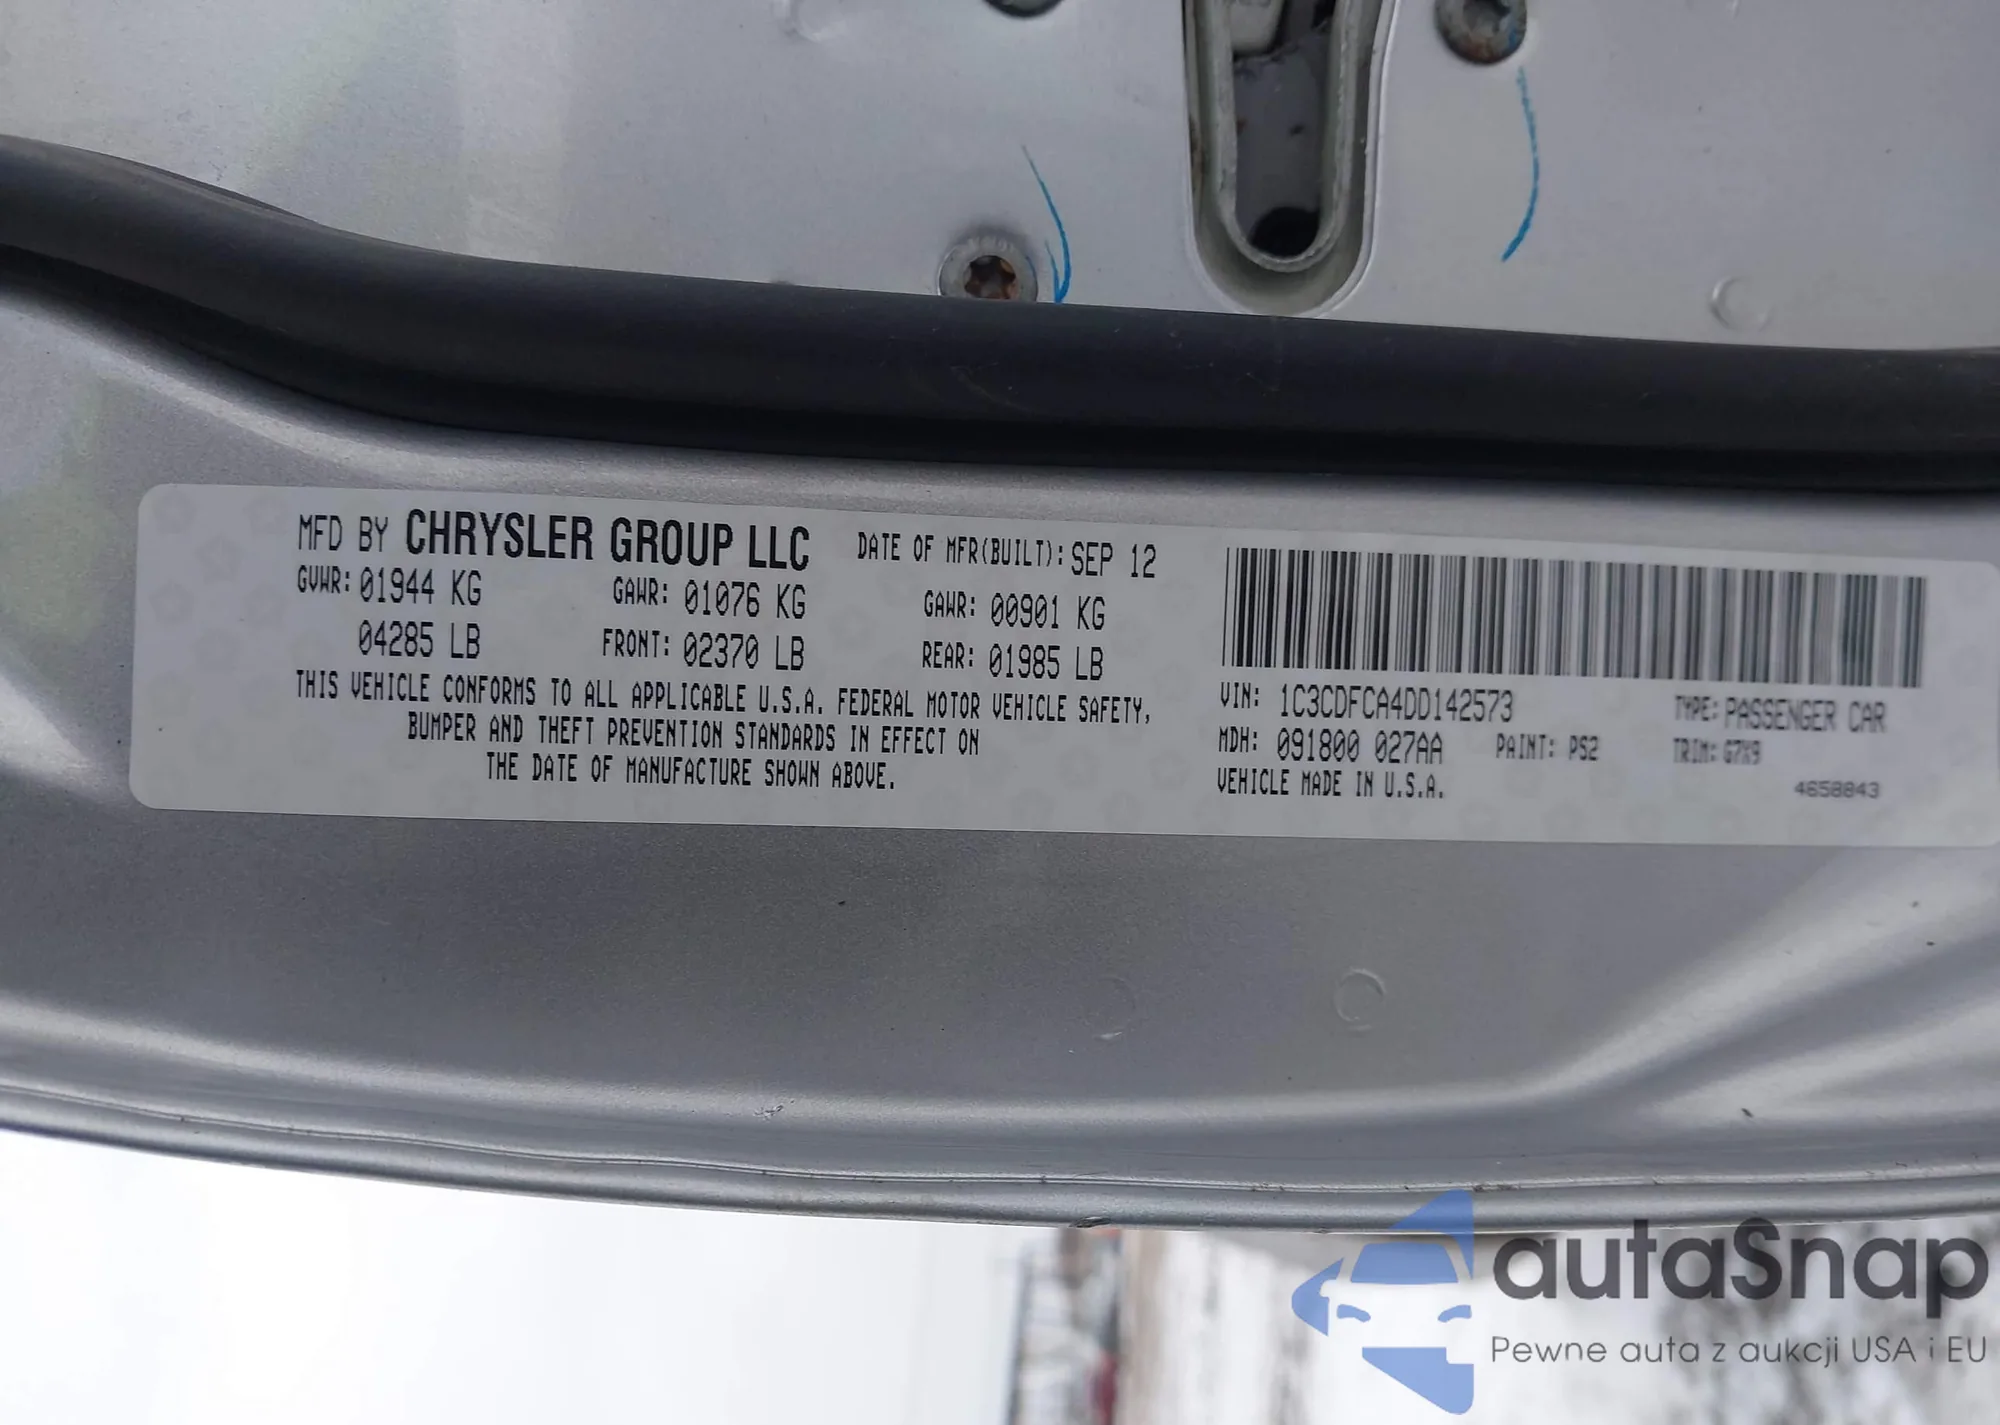 MFD BY CHRYSLER GROUP LLC DATE OF MFR(BUILT): SEP 12
GVWR: 01944 KG GAWR: 01076 KG GAWR: 00901 KG
04285 LB FRONT: 02370 LB REAR: 01985 LB
THIS VEHICLE CONFORMS TO ALL APPLICABLE U.S.A. FEDERAL MOTOR VEHICLE SAFETY,
BUMPER AND THEFT PREVENTION STANDARDS IN EFFECT ON
THE DATE OF MANUFACTURE SHOWN ABOVE.
VIN: 1C3CDFCA4DD142573 TYPE: PASSENGER CAR
MDH: 091800 027AA PAINT: PS2 TRIM: G7X9
VEHICLE MADE IN U.S.A. 4658843
autaSnap
Pewne auta z aukcji USA i EU